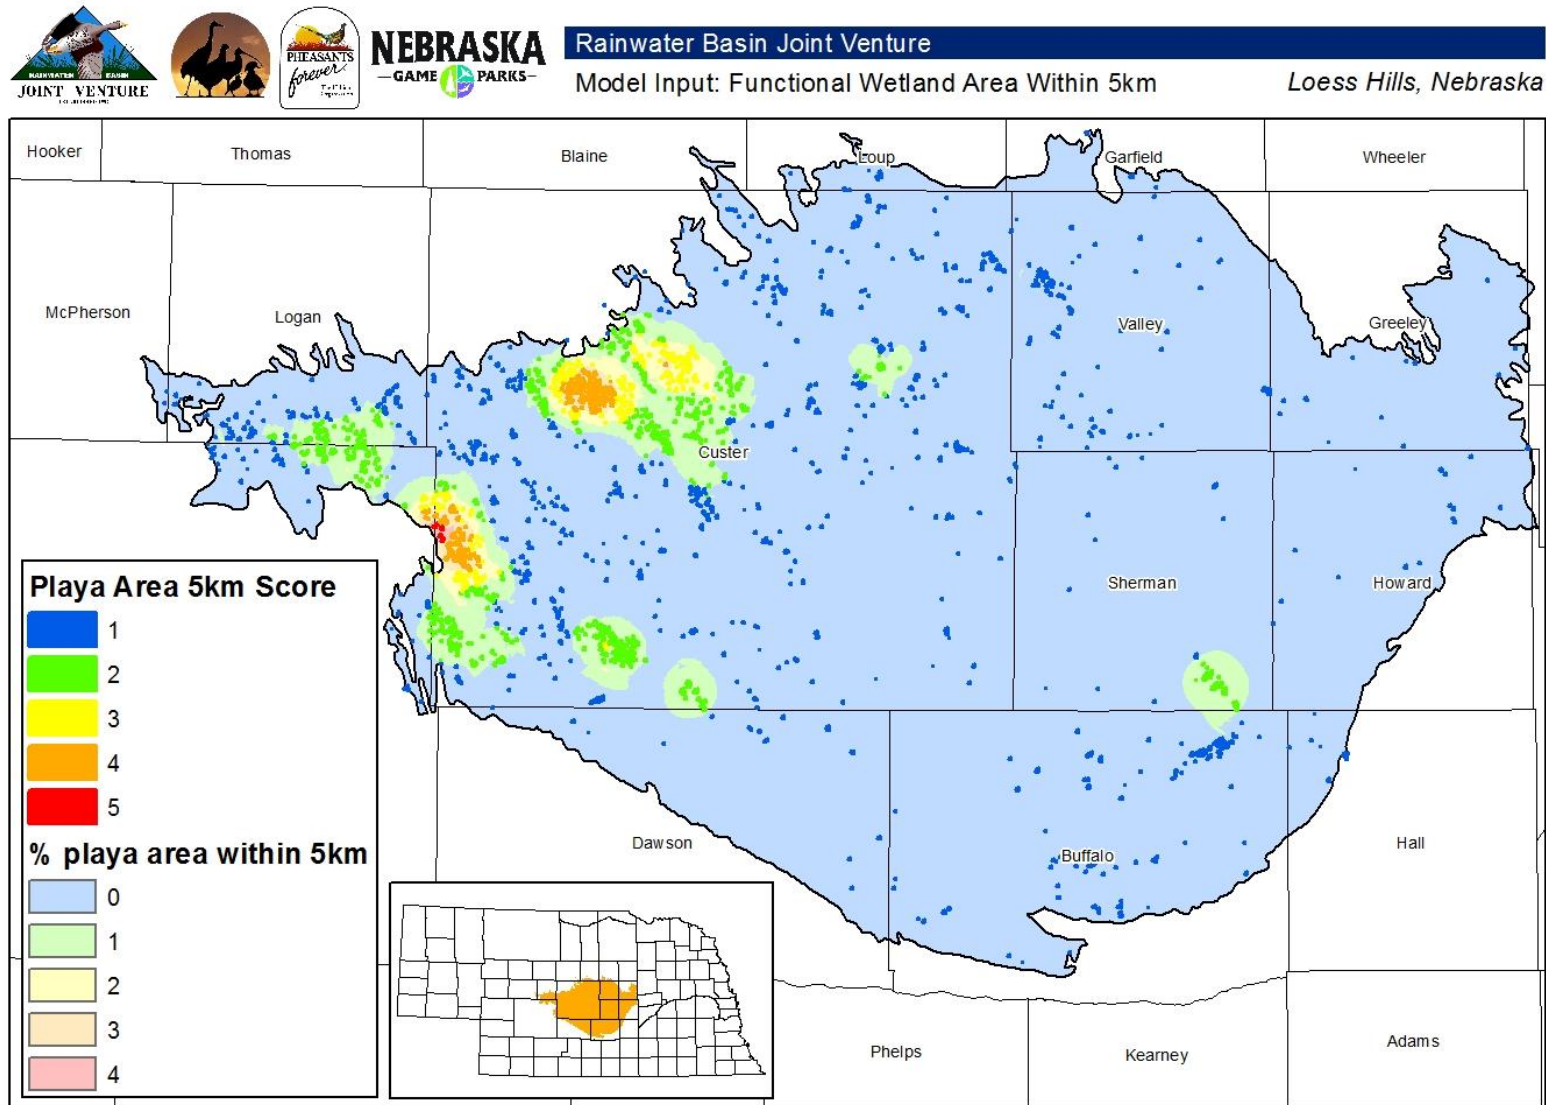 RAINWATER BASIN
JOINT VENTURE
PHEASANTS
forever
NEBRASKA
GAME PARKS
Rainwater Basin Joint Venture
Model Input: Functional Wetland Area Within 5km
Loess Hills, Nebraska
Hooker
Thomas
Blaine
Loup
Garfield
Wheeler
McPherson
Logan
Valley
Greeley
Custer
Sherman
Howard
Dawson
Buffalo
Hall
Phelps
Kearney
Adams
Playa Area 5km Score
1
2
3
4
5
% playa area within 5km
0
1
2
3
4